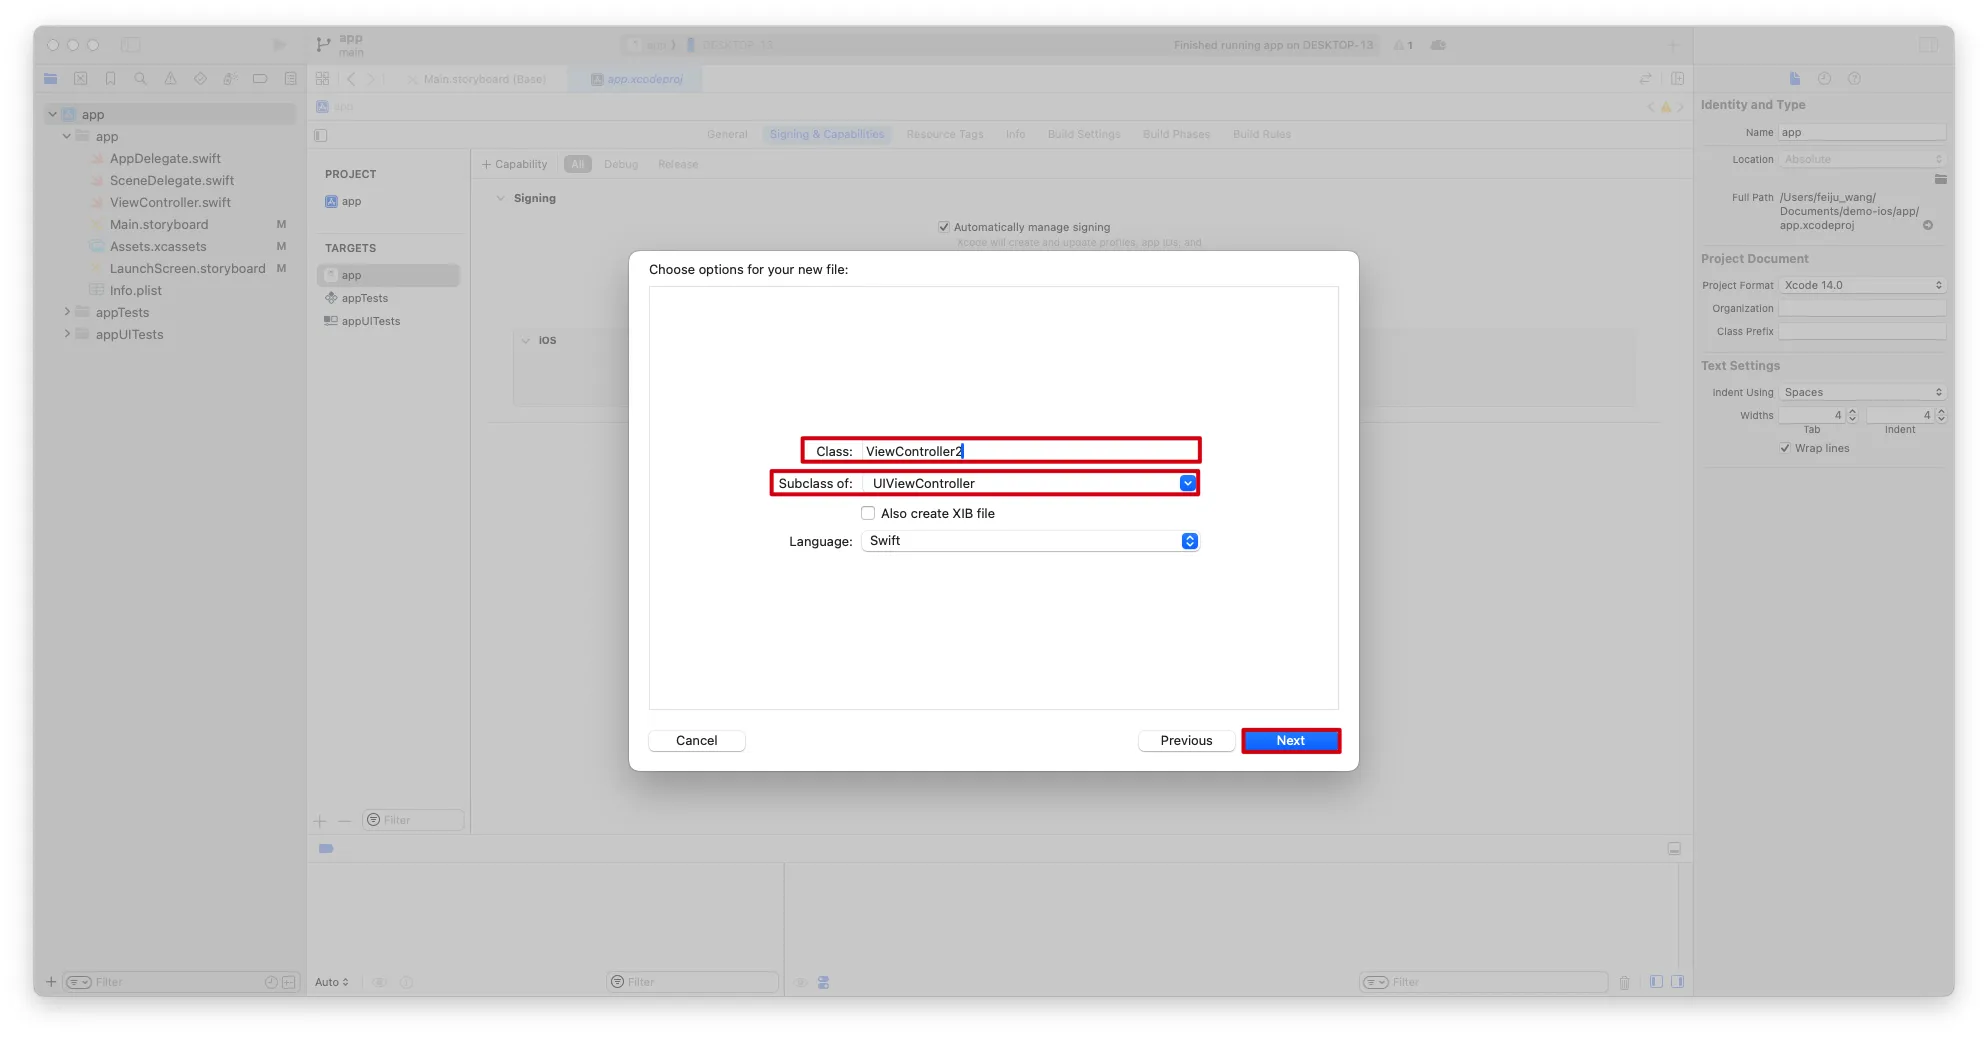 app
main
app
DESKTOP-13
Finished running app on DESKTOP-13
1
Main.storyboard (Base)
app.xcodeproj
app
app
app
AppDelegate.swift
SceneDelegate.swift
ViewController.swift
Main.storyboard M
Assets.xcassets M
LaunchScreen.storyboard M
Info.plist
appTests
appUITests
General
Signing & Capabilities
Resource Tags
Info
Build Settings
Build Phases
Build Rules
PROJECT
app
TARGETS
app
appTests
appUITests
+ Capability
All
Debug
Release
Signing
Automatically manage signing
Xcode will create and update profiles, app IDs, and
iOS
Choose options for your new file:
Class: ViewController2
Subclass of: UIViewController
Also create XIB file
Language: Swift
Cancel
Previous
Next
Identity and Type
Name app
Location Absolute
Full Path /Users/feiju_wang/
Documents/demo-ios/app/
app.xcodeproj
Project Document
Project Format Xcode 14.0
Organization
Class Prefix
Text Settings
Indent Using Spaces
Widths 4 4
Tab Indent
Wrap lines
Filter
Filter
Auto
Filter
Filter